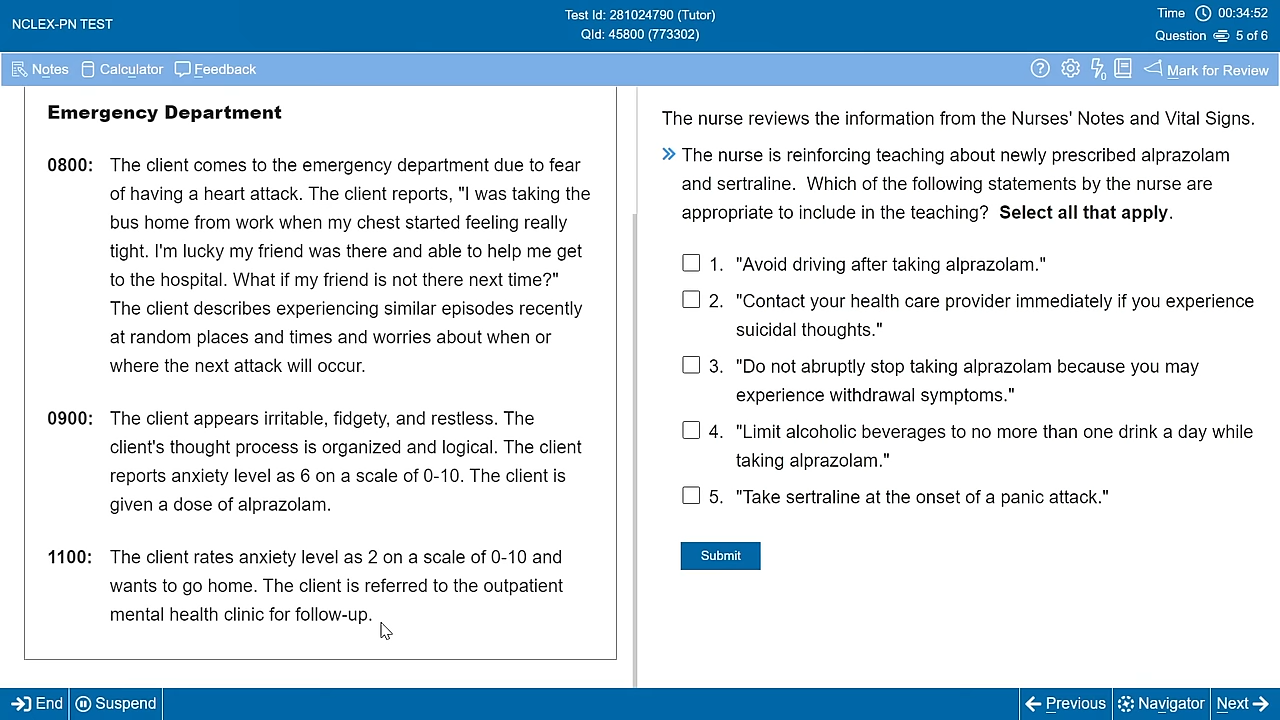 NCLEX-PN TEST
Test Id: 281024790 (Tutor)
QId: 45800 (773302)
Time 00:34:52
Question 5 of 6
Notes Calculator Feedback
Mark for Review
Emergency Department
0800: The client comes to the emergency department due to fear
of having a heart attack. The client reports, "I was taking the
bus home from work when my chest started feeling really
tight. I'm lucky my friend was there and able to help me get
to the hospital. What if my friend is not there next time?"
The client describes experiencing similar episodes recently
at random places and times and worries about when or
where the next attack will occur.
0900: The client appears irritable, fidgety, and restless. The
client's thought process is organized and logical. The client
reports anxiety level as 6 on a scale of 0-10. The client is
given a dose of alprazolam.
1100: The client rates anxiety level as 2 on a scale of 0-10 and
wants to go home. The client is referred to the outpatient
mental health clinic for follow-up.
The nurse reviews the information from the Nurses' Notes and Vital Signs.
The nurse is reinforcing teaching about newly prescribed alprazolam
and sertraline. Which of the following statements by the nurse are
appropriate to include in the teaching? Select all that apply.
1. "Avoid driving after taking alprazolam."
2. "Contact your health care provider immediately if you experience
suicidal thoughts."
3. "Do not abruptly stop taking alprazolam because you may
experience withdrawal symptoms."
4. "Limit alcoholic beverages to no more than one drink a day while
taking alprazolam."
5. "Take sertraline at the onset of a panic attack."
Submit
End Suspend
Previous Navigator Next